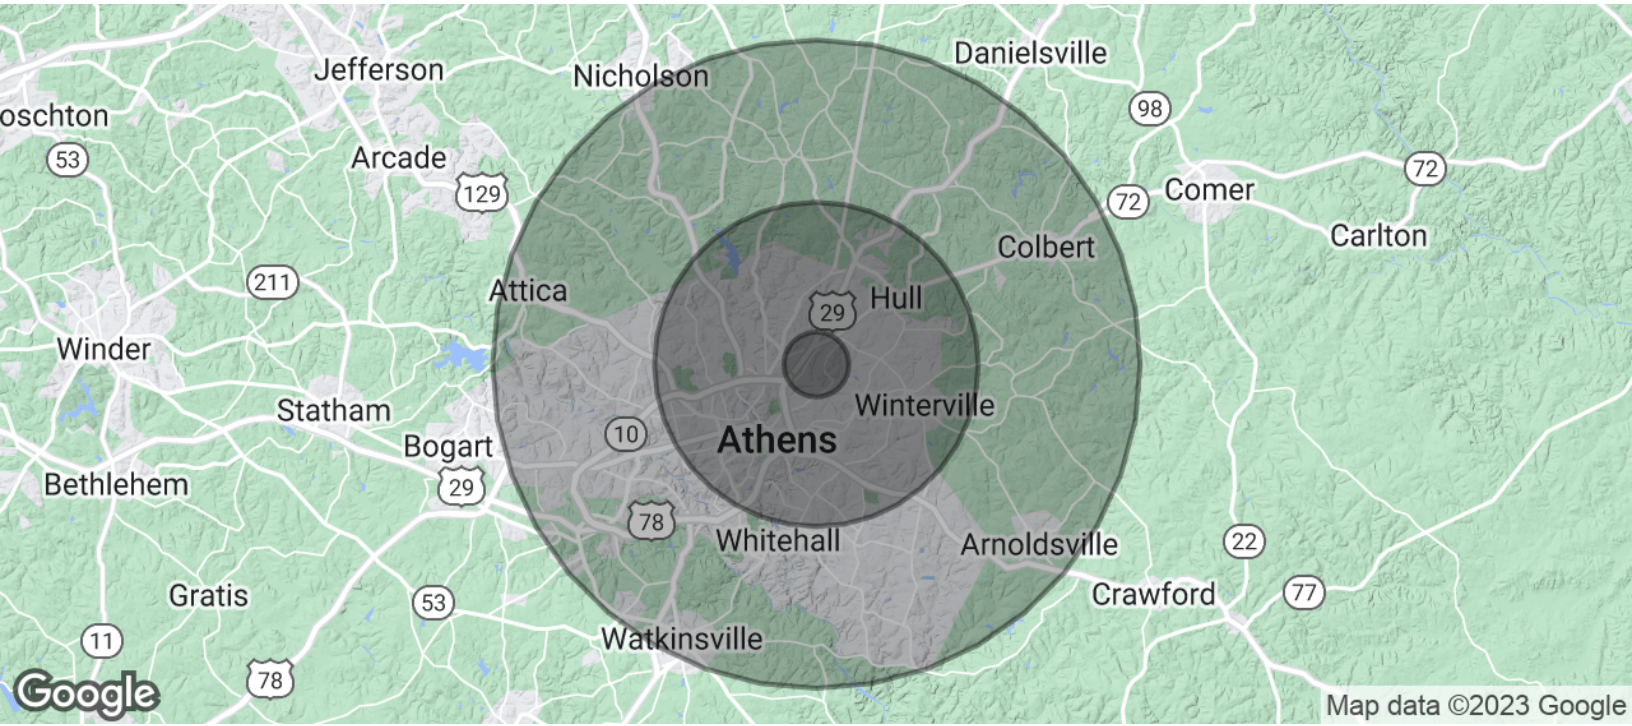 Danielsville
Jefferson
Nicholson
98
oschton
53
Arcade
72
129
Comer
72
Carlton
Colbert
211
Attica
Hull
29
Winder
Winterville
Statham
10
Athens
Bogart
Bethlehem
29
78
Whitehall
Arnoldsville
22
Gratis
53
Crawford
77
11
Watkinsville
78
Google
Map data ©2023 Google